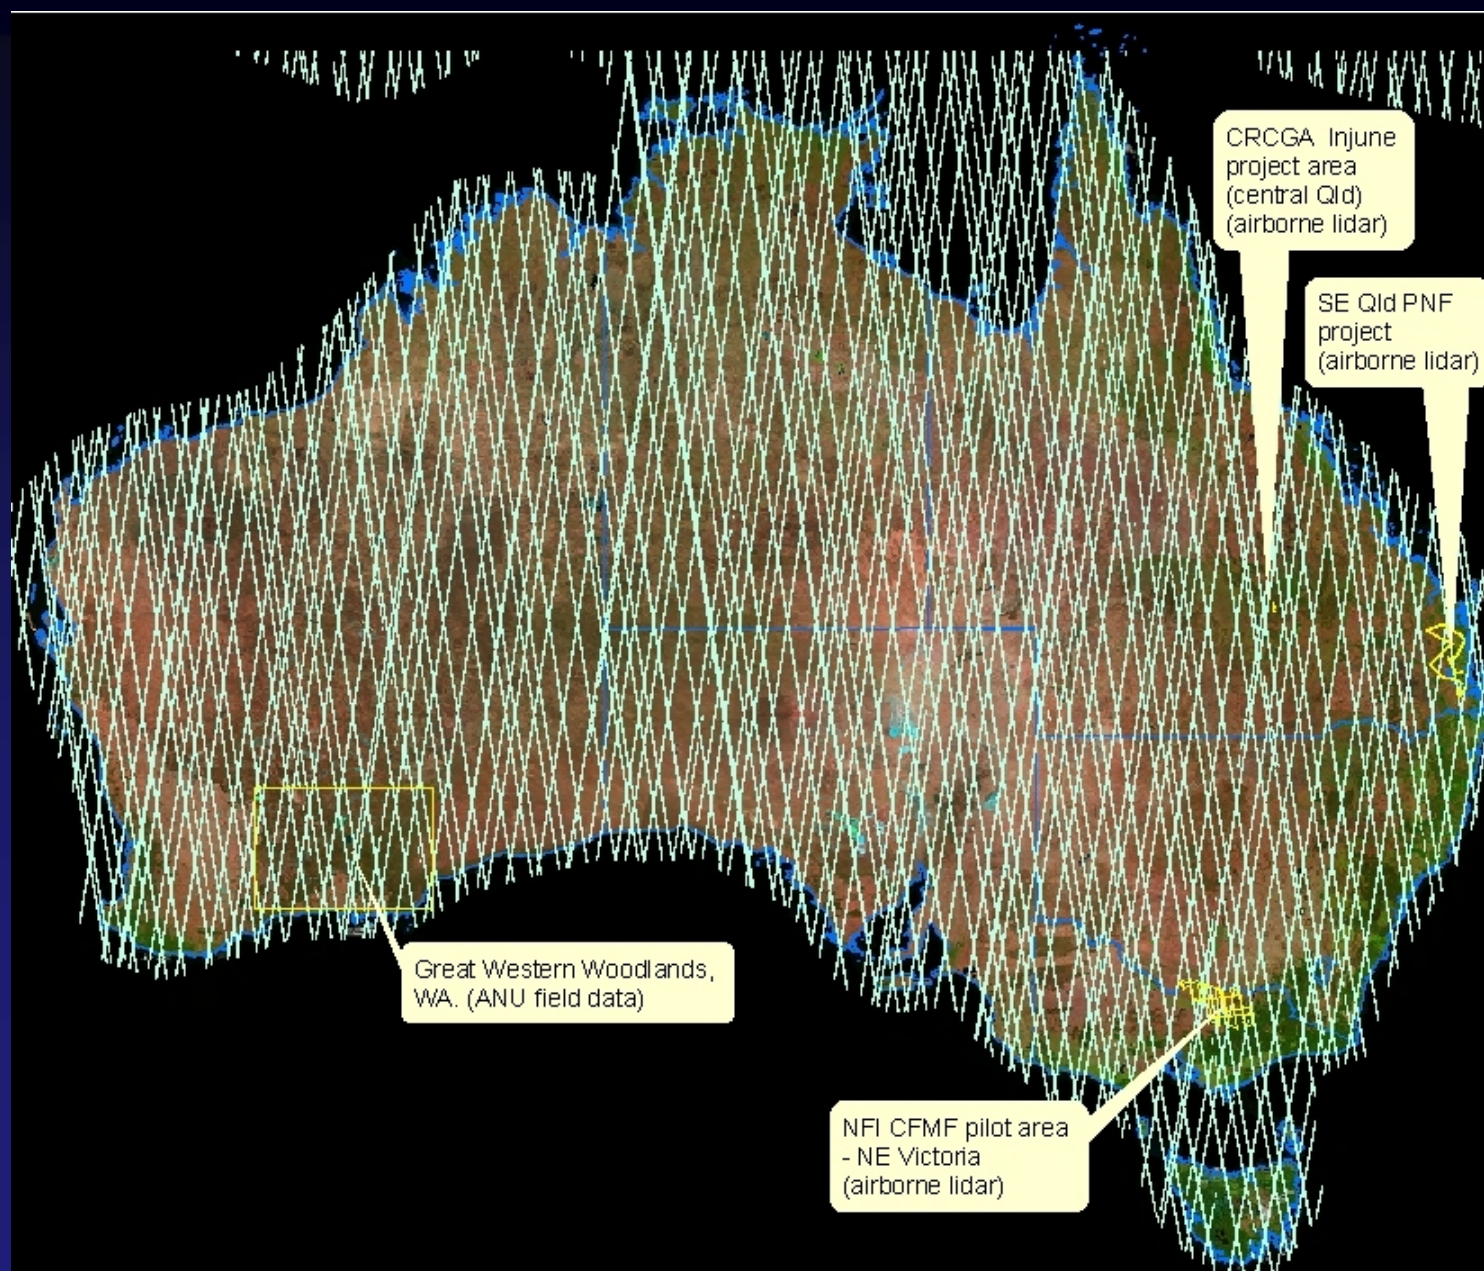 CRCGA Injune
project area
(central Qld)
(airborne lidar)
SE Qld PNF
project
(airborne lidar)
Great Western Woodlands,
WA. (ANU field data)
NFI CFMF pilot area
- NE Victoria
(airborne lidar)